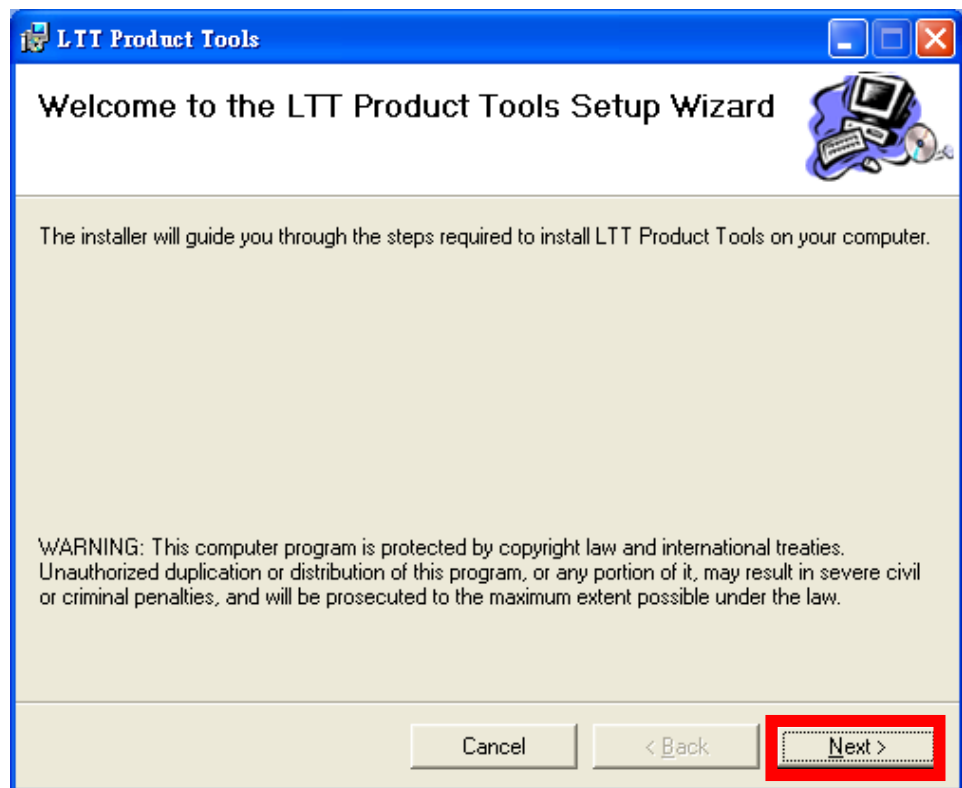 LTT Product Tools
Welcome to the LTT Product Tools Setup Wizard
The installer will guide you through the steps required to install LTT Product Tools on your computer.
WARNING: This computer program is protected by copyright law and international treaties.
Unauthorized duplication or distribution of this program, or any portion of it, may result in severe civil
or criminal penalties, and will be prosecuted to the maximum extent possible under the law.
Cancel
< Back
Next >